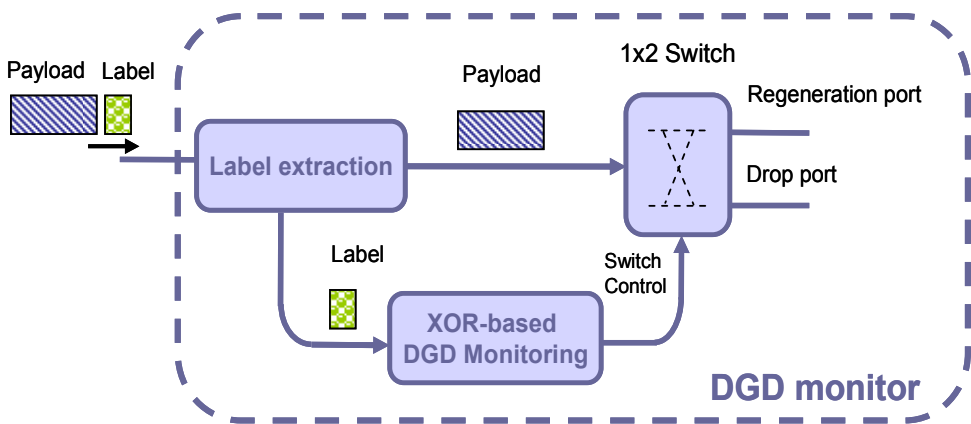 1x2 Switch
Payload Label
Payload
Regeneration port
Label extraction
Drop port
Label
Switch
Control
XOR-based
DGD Monitoring
DGD monitor